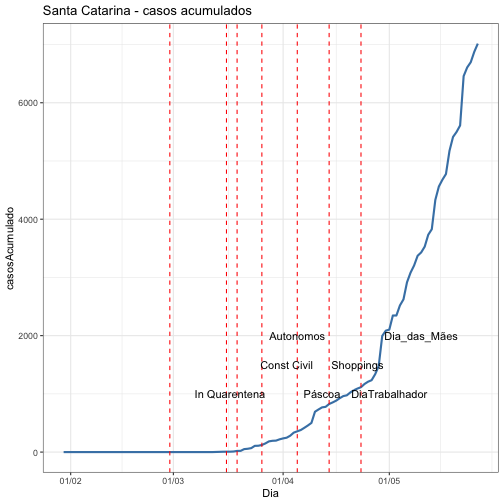 Santa Catarina - casos acumulados
casosAcumulado
6000
4000
2000
0
Autonomos
Dia_das_Mães
Const Civil
Shoppings
In Quarentena
Páscoa
DiaTrabalhador
01/02
01/03
01/04
01/05
Dia